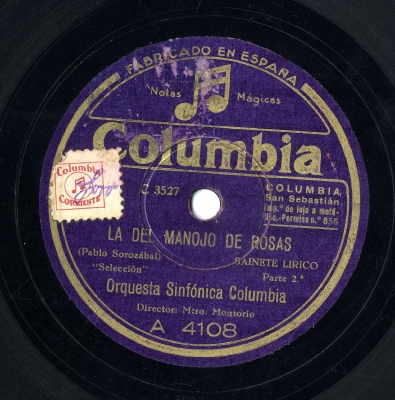 FABRICADO EN ESPAÑA
Notas Mágicas
Columbia
Columbia
CORRIENTE
C 3527
COLUMBIA
San Sebastián
LA DEL MANOJO DE ROSAS
(Pablo Sorozábal)
SAINETE LIRICO
"Selección"
Parte 2.ª
Orquesta Sinfónica Columbia
Director: Mtro. Montorio
A 4108